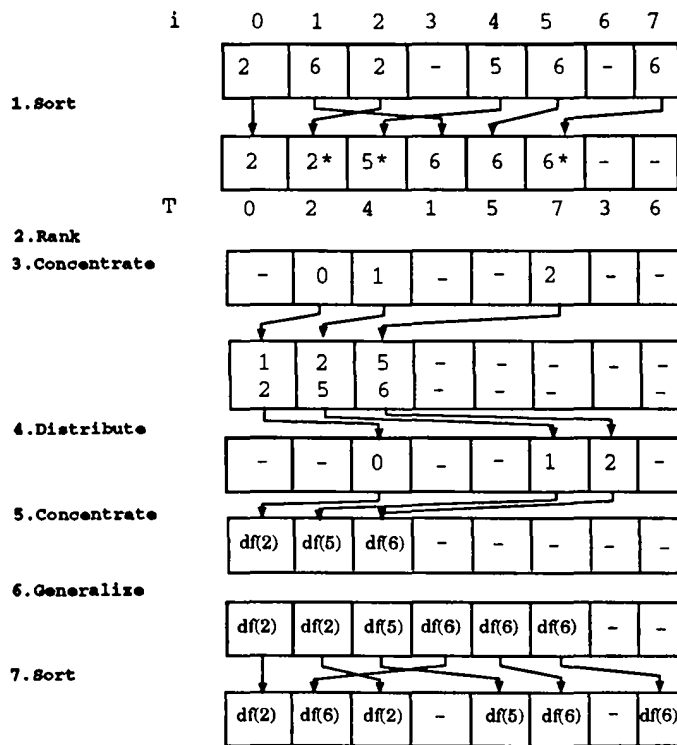 i 0 1 2 3 4 5 6 7
2 6 2 - 5 6 - 6
1.Sort
2 2* 5* 6 6 6* - -
T 0 2 4 1 5 7 3 6
2.Rank
3.Concentrate
- 0 1 - - 2 - -
1 2 5 - - - - -
2 5 6 - - - -
4.Distribute
- - 0 - - 1 2 -
5.Concentrate
df(2) df(5) df(6) - - - - -
6.Generalize
df(2) df(2) df(5) df(6) df(6) df(6) - -
7.Sort
df(2) df(6) df(2) - df(5) df(6) - df(6)